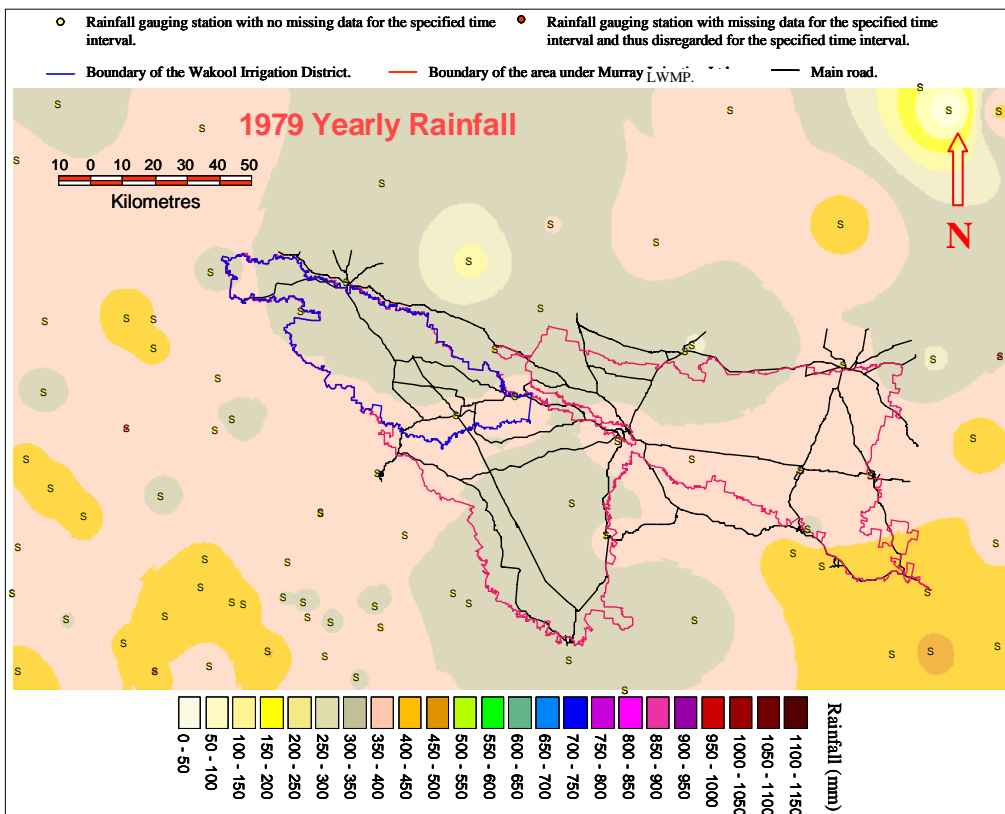 Rainfall gauging station with no missing data for the specified time
interval.
Rainfall gauging station with missing data for the specified time
interval and thus disregarded for the specified time interval.
Boundary of the Wakool Irrigation District.
Boundary of the area under Murray
LWMP.
Main road.
1979 Yearly Rainfall
10 0 10 20 30 40 50
Kilometres
N
Rainfall (mm)
0 - 50
50 - 100
100 - 150
150 - 200
200 - 250
250 - 300
300 - 350
350 - 400
400 - 450
450 - 500
500 - 550
550 - 600
600 - 650
650 - 700
700 - 750
750 - 800
800 - 850
850 - 900
900 - 950
950 - 1000
1000 - 1050
1050 - 1100
1100 - 1150